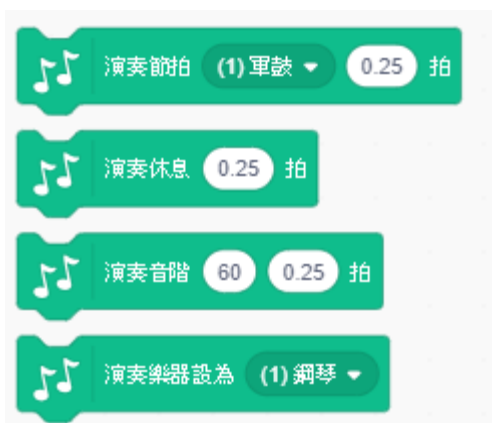 演奏節拍 (1) 軍鼓 0.25 拍
演奏休息 0.25 拍
演奏音階 60 0.25 拍
演奏樂器設為 (1) 鋼琴